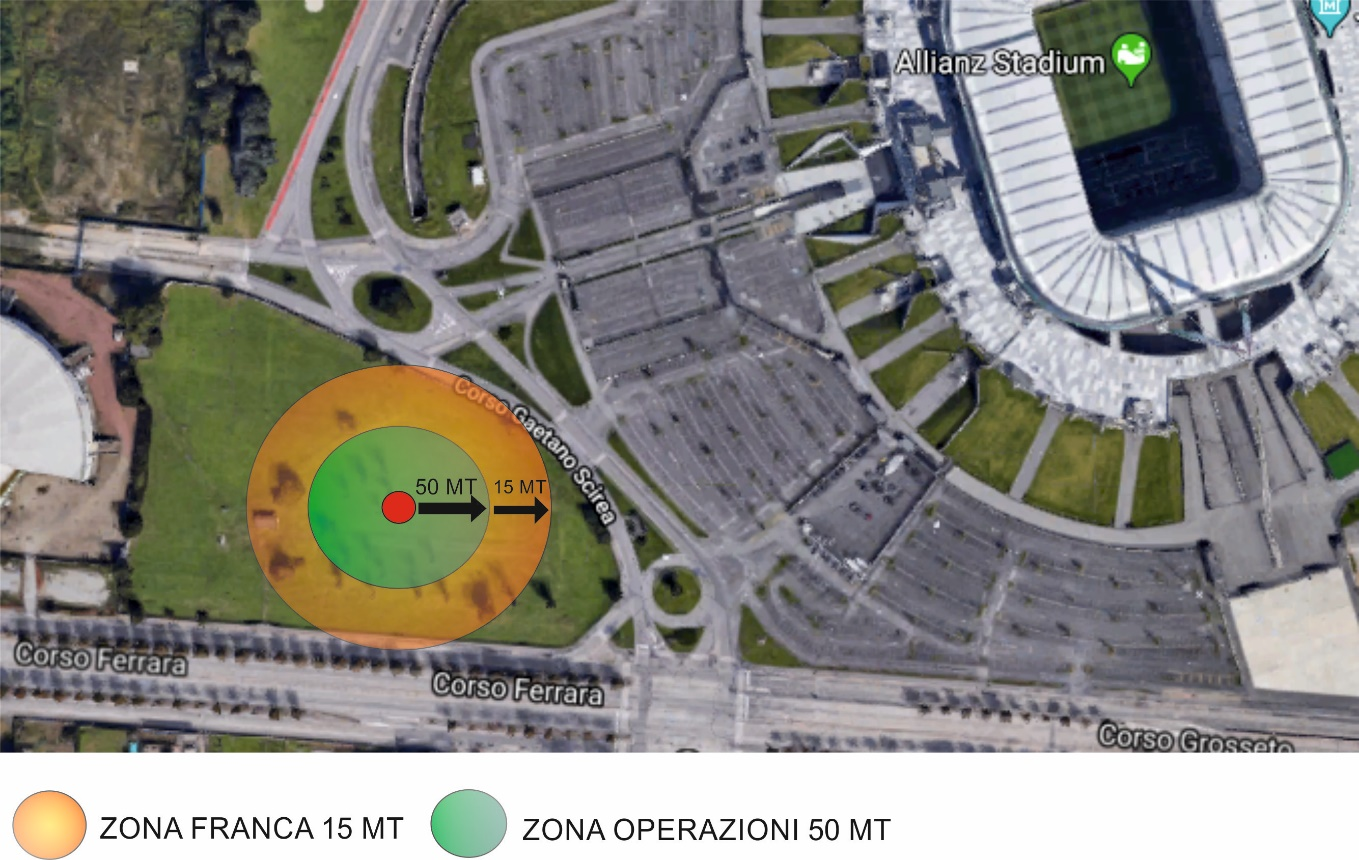 Allianz Stadium
Corso Gaetano Scirea
50 MT
15 MT
Corso Ferrara
Corso Ferrara
Corso Grosseto
ZONA FRANCA 15 MT
ZONA OPERAZIONI 50 MT